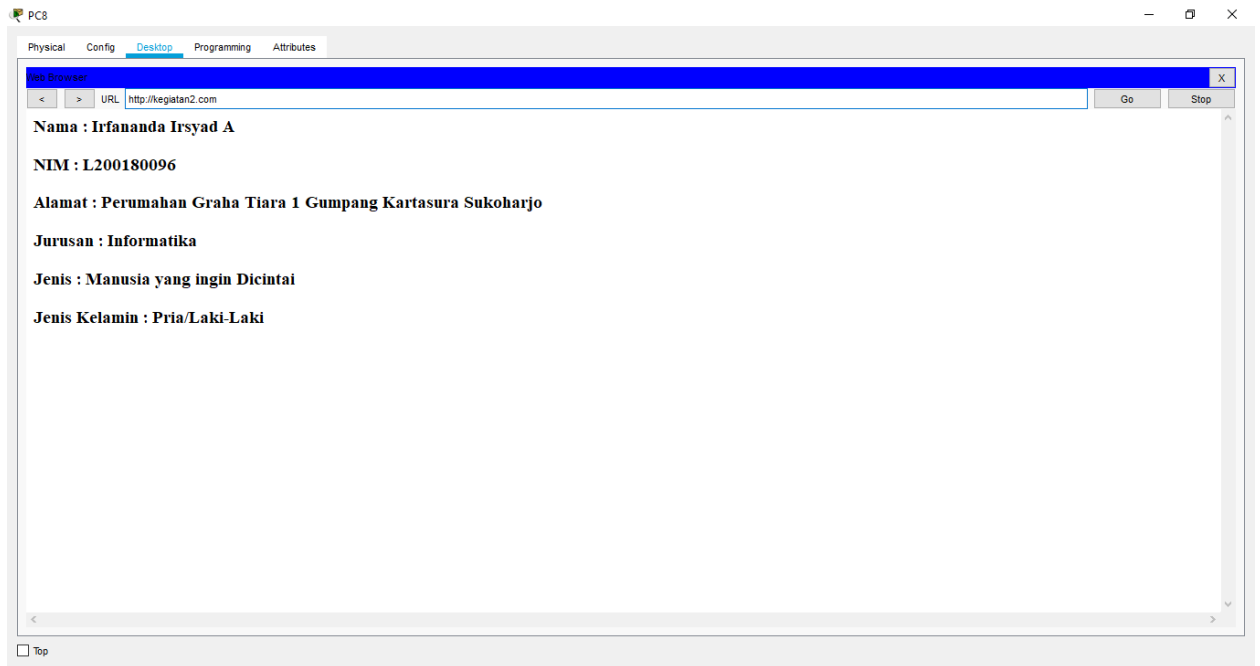 PC8
Physical Config Desktop Programming Attributes
Web Browser X
< > URL http://kegiatan2.com Go Stop
Nama : Irfananda Irsyad A
NIM : L200180096
Alamat : Perumahan Graha Tiara 1 Gumpang Kartasura Sukoharjo
Jurusan : Informatika
Jenis : Manusia yang ingin Dicintai
Jenis Kelamin : Pria/Laki-Laki
Top